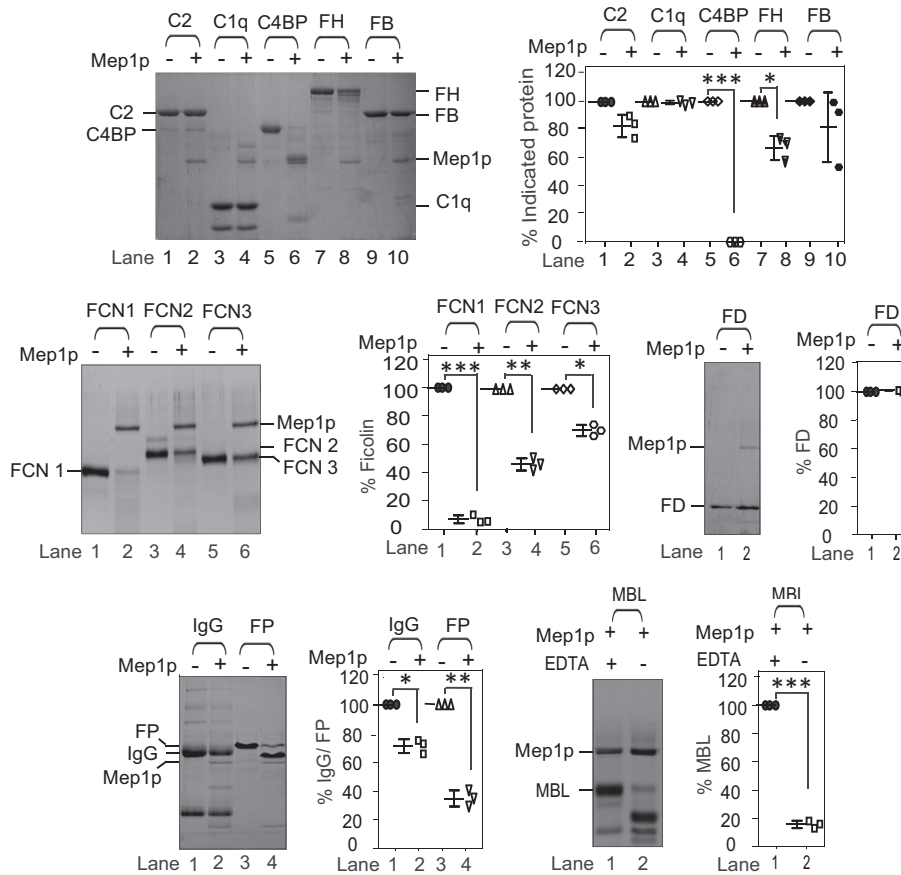 C2 C1q C4BP FH FB
Mep1p - + - + - + - + - +
C2
C4BP
FH
FB
Mep1p
C1q
Lane 1 2 3 4 5 6 7 8 9 10
C2 C1q C4BP FH FB
Mep1p - + - + - + - + - +
% Indicated protein
120
100
80
60
40
20
0
*** *
Lane 1 2 3 4 5 6 7 8 9 10
FCN1 FCN2 FCN3
Mep1p - + - + - +
FCN 1
Mep1p
FCN 2
FCN 3
Lane 1 2 3 4 5 6
FCN1 FCN2 FCN3
Mep1p - + - + - +
% Ficolin
120
100
80
60
40
20
0
*** ** *
Lane 1 2 3 4 5 6
FD
Mep1p - +
Mep1p
FD
Lane 1 2
FD
Mep1p - +
% FD
120
100
80
60
40
20
0
Lane 1 2
IgG FP
Mep1p - + - +
FP
IgG
Mep1p
Lane 1 2 3 4
IgG FP
Mep1p - + - +
% IgG/ FP
120
100
80
60
40
20
0
* **
Lane 1 2 3 4
MBL
Mep1p + +
EDTA + -
Mep1p
MBL
Lane 1 2
MBL
Mep1p + +
EDTA + -
% MBL
120
100
80
60
40
20
0
***
Lane 1 2